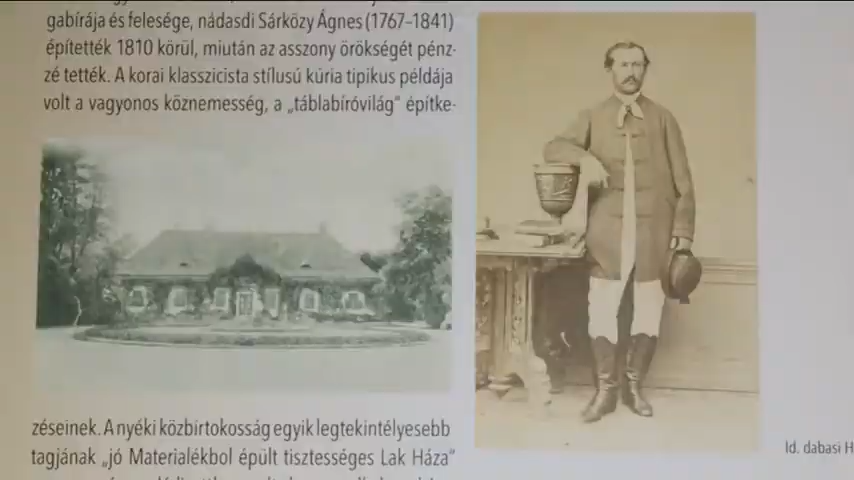 gabírája és felesége, nádasdi Sárközy Ágnes (1767–1841)
építették 1810 körül, miután az asszony örökségét pénz-
zé tették. A korai klasszicista stílusú kúria tipikus példája
volt a vagyonos köznemesség, a „táblabíróvilág” építke-
zéseinek. A nyéki közbirtokosság egyik legtekintélyesebb
tagjának „jó Materialékbol épült tisztességes Lak Háza”
Id. dabasi H